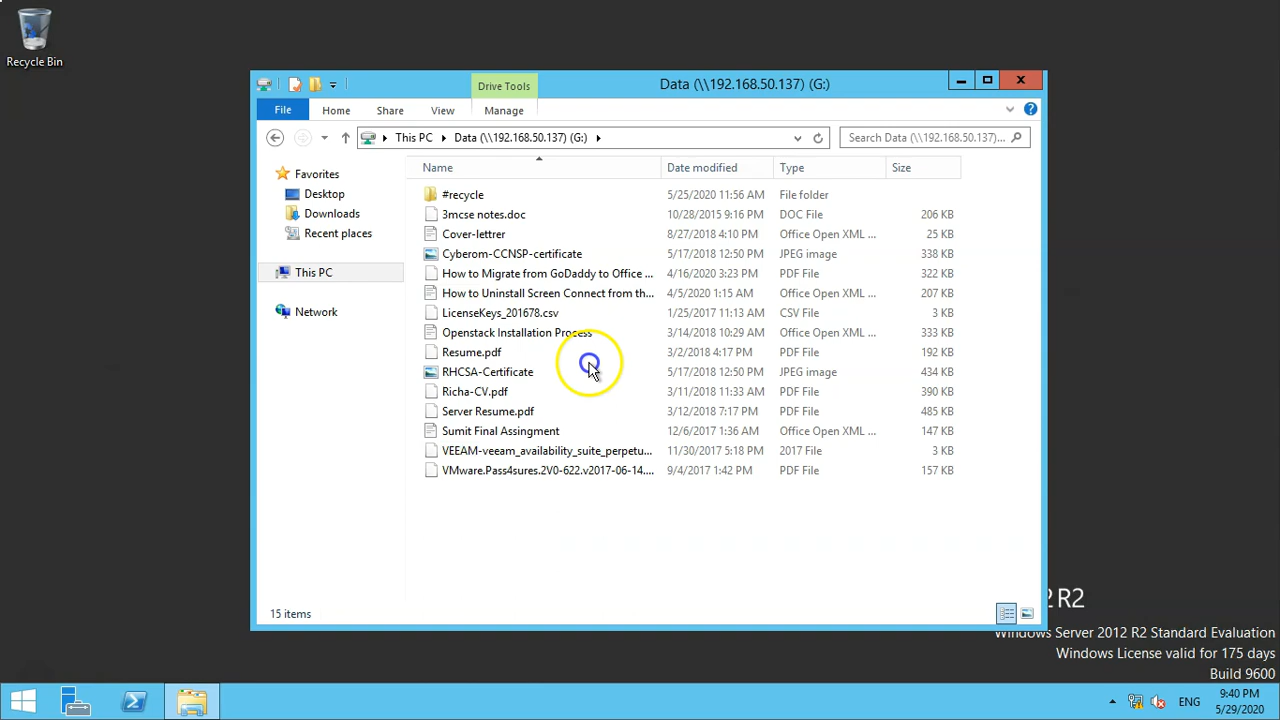 Recycle Bin
Drive Tools
Data (\\192.168.50.137) (G:)
File
Home
Share
View
Manage
This PC
Data (\\192.168.50.137) (G:)
Search Data (\\192.168.50.137)...
Favorites
Desktop
Downloads
Recent places
This PC
Network
Name Date modified Type Size
#recycle 5/25/2020 11:56 AM File folder
3mcse notes.doc 10/28/2015 9:16 PM DOC File 206 KB
Cover-lettrer 8/27/2018 4:10 PM Office Open XML ... 25 KB
Cyberom-CCNSP-certificate 5/17/2018 12:50 PM JPEG image 338 KB
How to Migrate from GoDaddy to Office ... 4/16/2020 3:23 PM PDF File 322 KB
How to Uninstall Screen Connect from th... 4/5/2020 1:15 AM Office Open XML ... 207 KB
LicenseKeys_201678.csv 1/25/2017 11:13 AM CSV File 3 KB
Openstack Installation Process 3/14/2018 10:29 AM Office Open XML ... 333 KB
Resume.pdf 3/2/2018 4:17 PM PDF File 192 KB
RHCSA-Certificate 5/17/2018 12:50 PM JPEG image 434 KB
Richa-CV.pdf 3/11/2018 11:33 AM PDF File 390 KB
Server Resume.pdf 3/12/2018 7:17 PM PDF File 485 KB
Sumit Final Assingment 12/6/2017 1:36 AM Office Open XML ... 147 KB
VEEAM-veeam_availability_suite_perpetu... 11/30/2017 5:18 PM 2017 File 3 KB
VMware.Pass4sures.2V0-622.v2017-06-14.... 9/4/2017 1:42 PM PDF File 157 KB
15 items
2 R2
Windows Server 2012 R2 Standard Evaluation
Windows License valid for 175 days
Build 9600
ENG
9:40 PM
5/29/2020